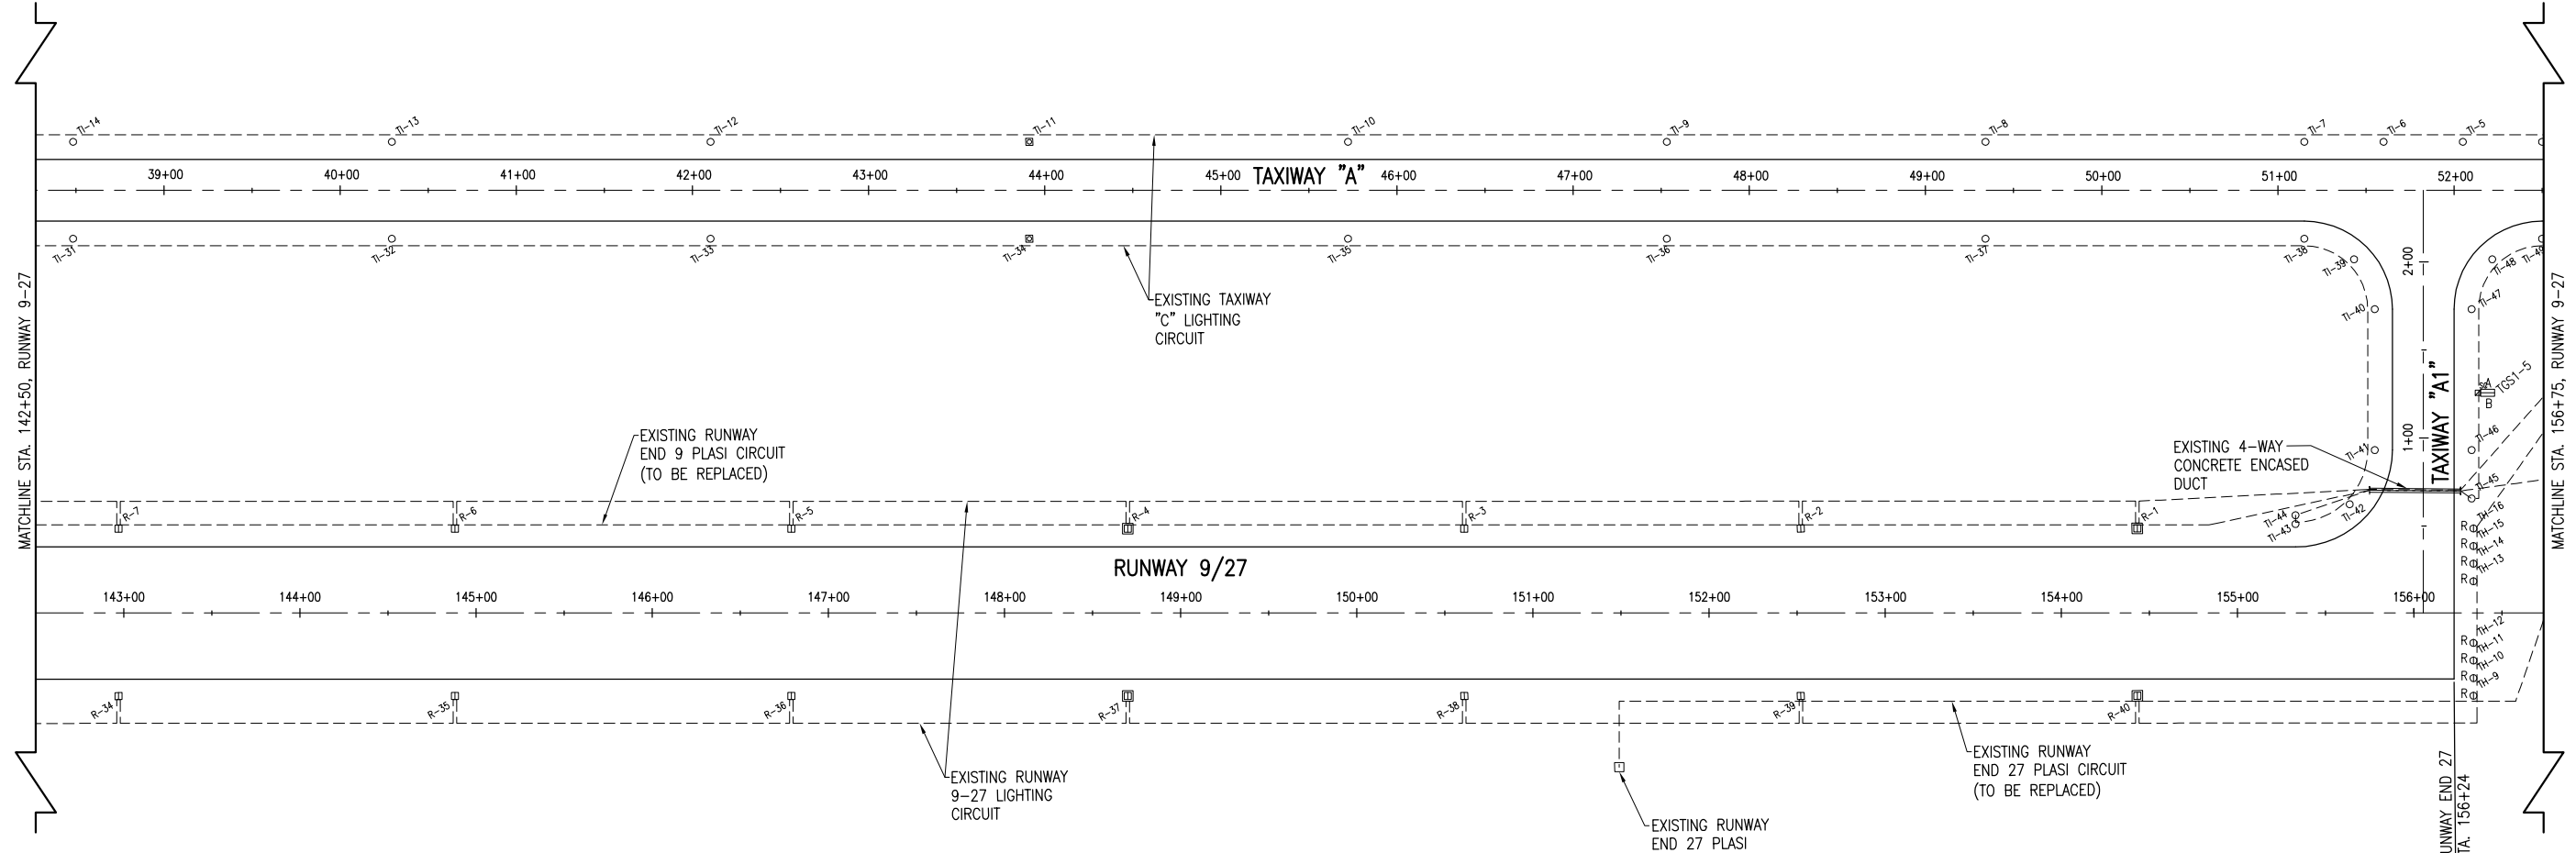 TI-14
TI-13
TI-12
TI-11
TI-10
TI-9
TI-8
TI-7
TI-6
TI-5
39+00
40+00
41+00
42+00
43+00
44+00
45+00
TAXIWAY "A"
46+00
47+00
48+00
49+00
50+00
51+00
52+00
TI-31
TI-32
TI-33
TI-34
TI-35
TI-36
TI-37
TI-38
TI-39
TI-40
TI-41
TI-42
TI-43
TI-44
TI-45
TI-46
TI-47
TI-48
TI-49
2+00
1+00
TAXIWAY "A1"
TGS1-5
A
B
EXISTING TAXIWAY
"C" LIGHTING
CIRCUIT
MATCHLINE STA. 142+50, RUNWAY 9-27
MATCHLINE STA. 156+75, RUNWAY 9-27
EXISTING RUNWAY
END 9 PLASI CIRCUIT
(TO BE REPLACED)
EXISTING 4-WAY
CONCRETE ENCASED
DUCT
R-7
R-6
R-5
R-4
R-3
R-2
R-1
R TH-16
R TH-15
R TH-14
R TH-13
RUNWAY 9/27
143+00
144+00
145+00
146+00
147+00
148+00
149+00
150+00
151+00
152+00
153+00
154+00
155+00
156+00
R TH-12
R TH-11
R TH-10
R TH-9
R-34
R-35
R-36
R-37
R-38
R-39
R-40
EXISTING RUNWAY
9-27 LIGHTING
CIRCUIT
EXISTING RUNWAY
END 27 PLASI CIRCUIT
(TO BE REPLACED)
EXISTING RUNWAY
END 27 PLASI
UNWAY END 27
TA. 156+24